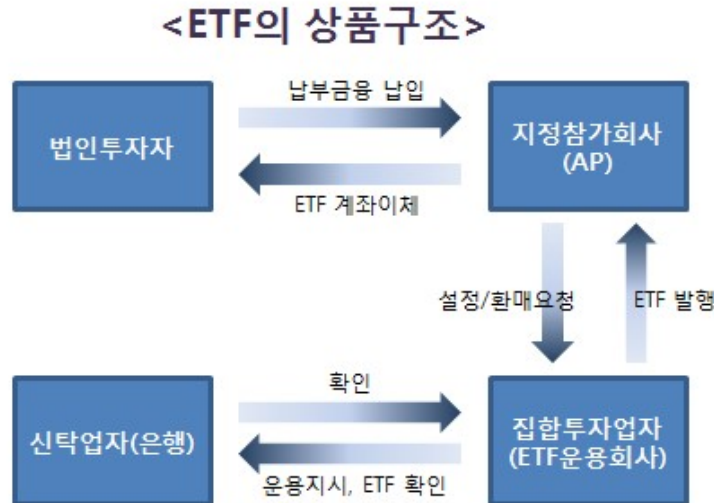 <ETF의 상품구조>
납부금융 납입
법인투자자
지정참가회사
(AP)
ETF 계좌이체
설정/환매요청
ETF 발행
확인
신탁업자(은행)
집합투자업자
(ETF운용회사)
운용지시, ETF 확인